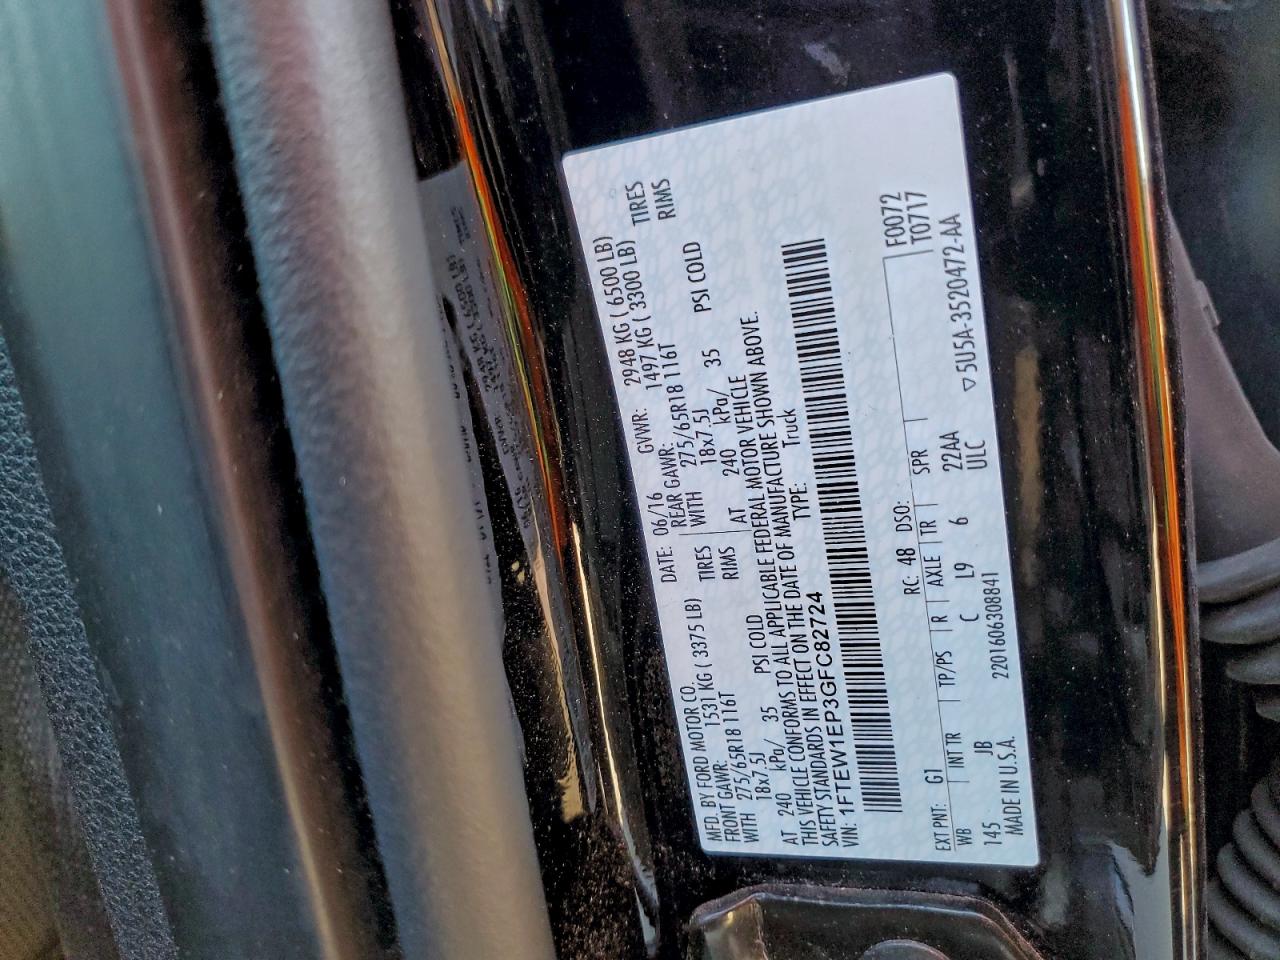 MFD. BY FORD MOTOR CO. DATE: 06/16 GVWR: 2948 KG ( 6500 LB)
FRONT GAWR: 1531 KG ( 3375 LB) REAR GAWR: 1497 KG ( 3300 LB)
WITH 275/65R18 116T TIRES WITH 275/65R18 116T TIRES
18x7.5J RIMS 18x7.5J RIMS
AT 240 kPa/ 35 PSI COLD AT 240 kPa/ 35 PSI COLD
THIS VEHICLE CONFORMS TO ALL APPLICABLE FEDERAL MOTOR VEHICLE
SAFETY STANDARDS IN EFFECT ON THE DATE OF MANUFACTURE SHOWN ABOVE.
VIN: 1FTEW1EP3GFC82724 TYPE: Truck
EXT PNT: G1 RC: 48 DSO: F0072
WB INT TR TP/PS R AXLE TR SPR T0717
145 JB C L9 6 22AA
MADE IN U.S.A. 2201606308841 ULC ▽5U5A-3520472-AA